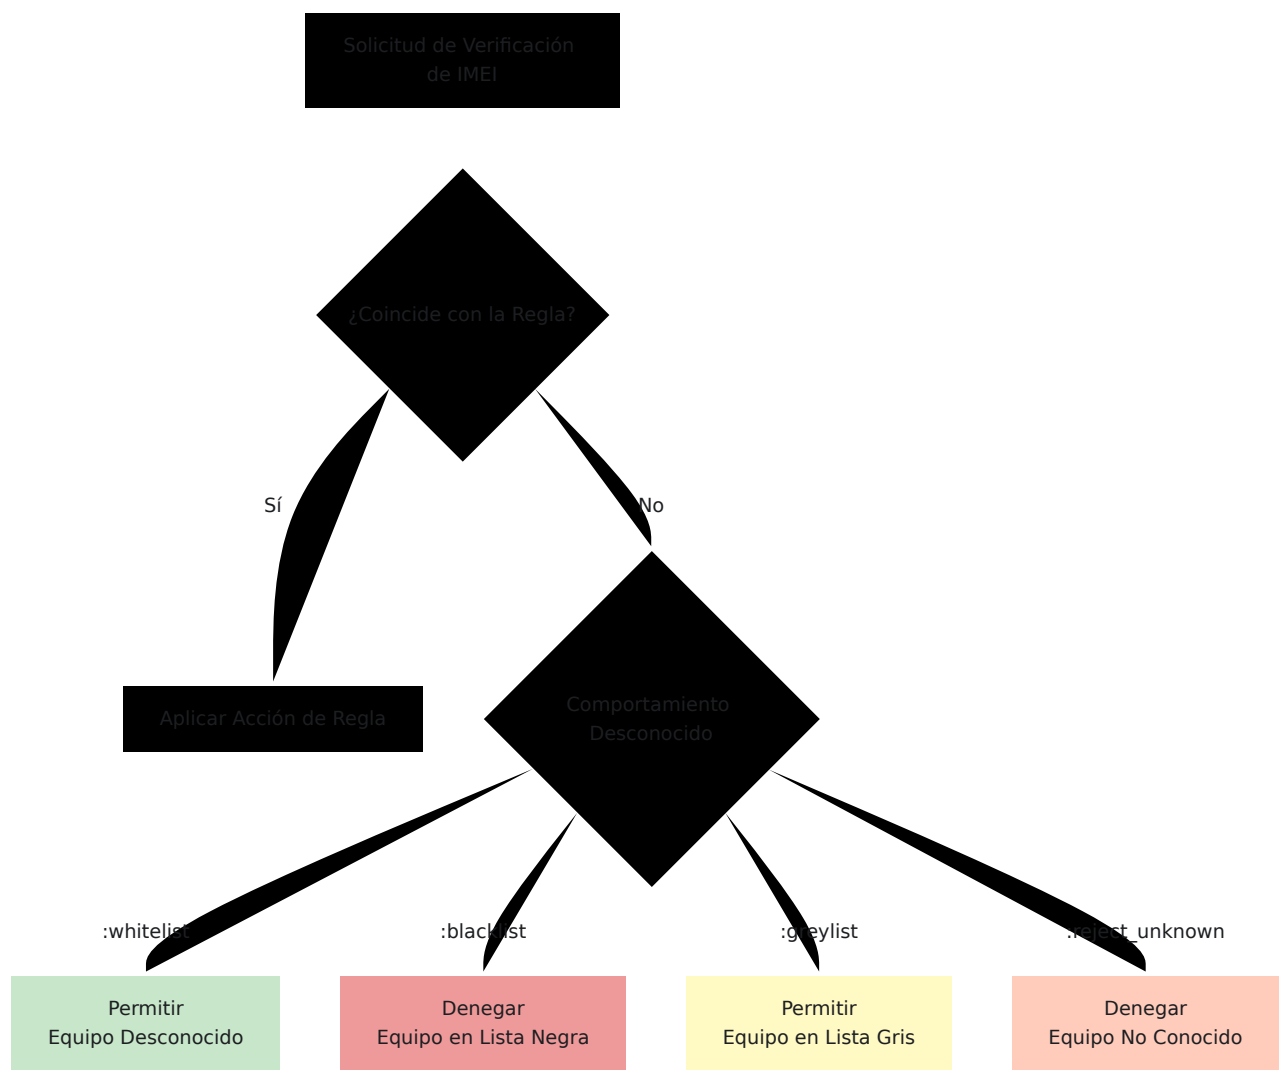 Solicitud de Verificación
de IMEI
¿Coincide con la Regla?
Sí
No
Aplicar Acción de Regla
Comportamiento
Desconocido
:whitelist
:blacklist
:greylist
:reject_unknown
Permitir
Equipo Desconocido
Denegar
Equipo en Lista Negra
Permitir
Equipo en Lista Gris
Denegar
Equipo No Conocido